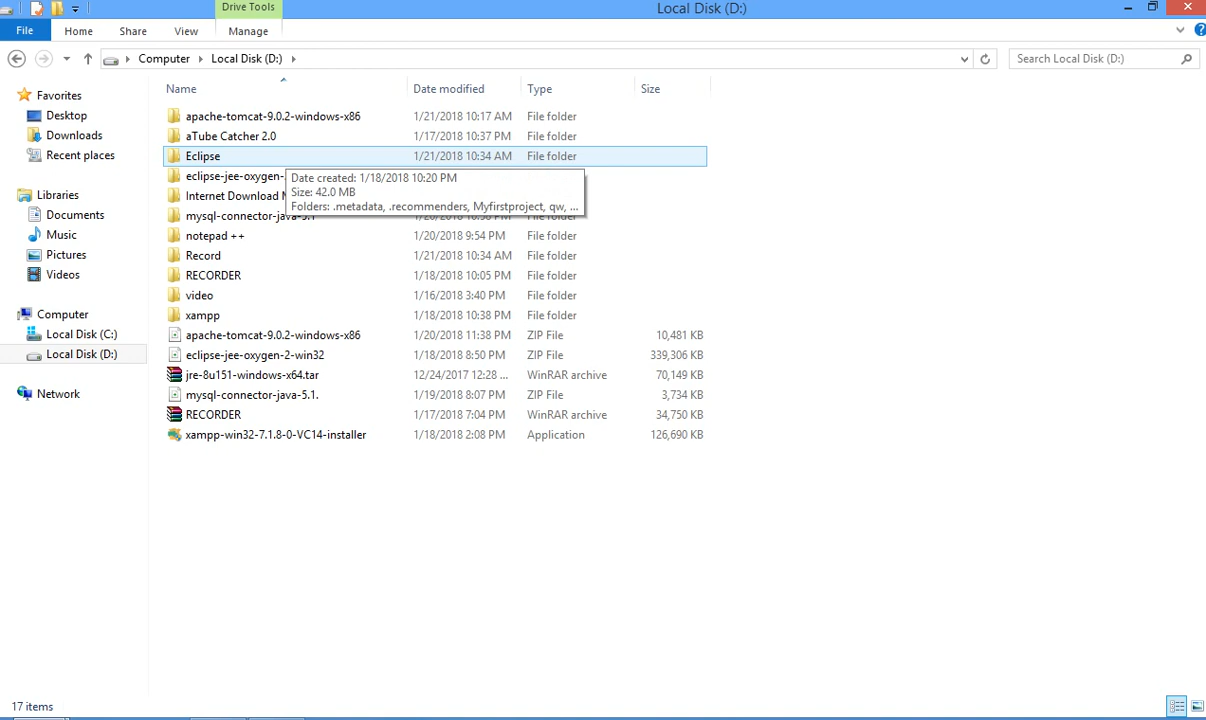 Drive Tools
Local Disk (D:)
File Home Share View Manage
Computer Local Disk (D:) Search Local Disk (D:)
Name Date modified Type Size
Favorites
Desktop
Downloads
Recent places
Libraries
Documents
Music
Pictures
Videos
Computer
Local Disk (C:)
Local Disk (D:)
Network
apache-tomcat-9.0.2-windows-x86 1/21/2018 10:17 AM File folder
aTube Catcher 2.0 1/17/2018 10:37 PM File folder
Eclipse 1/21/2018 10:34 AM File folder
eclipse-jee-oxygen-
Internet Download
mysql-connector-java-5.1 File folder
Date created: 1/18/2018 10:20 PM
Size: 42.0 MB
Folders: .metadata, .recommenders, Myfirstproject, qw, ...
notepad ++ 1/20/2018 9:54 PM File folder
Record 1/21/2018 10:34 AM File folder
RECORDER 1/18/2018 10:05 PM File folder
video 1/16/2018 3:40 PM File folder
xampp 1/18/2018 10:38 PM File folder
apache-tomcat-9.0.2-windows-x86 1/20/2018 11:38 PM ZIP File 10,481 KB
eclipse-jee-oxygen-2-win32 1/18/2018 8:50 PM ZIP File 339,306 KB
jre-8u151-windows-x64.tar 12/24/2017 12:28 ... WinRAR archive 70,149 KB
mysql-connector-java-5.1. 1/19/2018 8:07 PM ZIP File 3,734 KB
RECORDER 1/17/2018 7:04 PM WinRAR archive 34,750 KB
xampp-win32-7.1.8-0-VC14-installer 1/18/2018 2:08 PM Application 126,690 KB
17 items